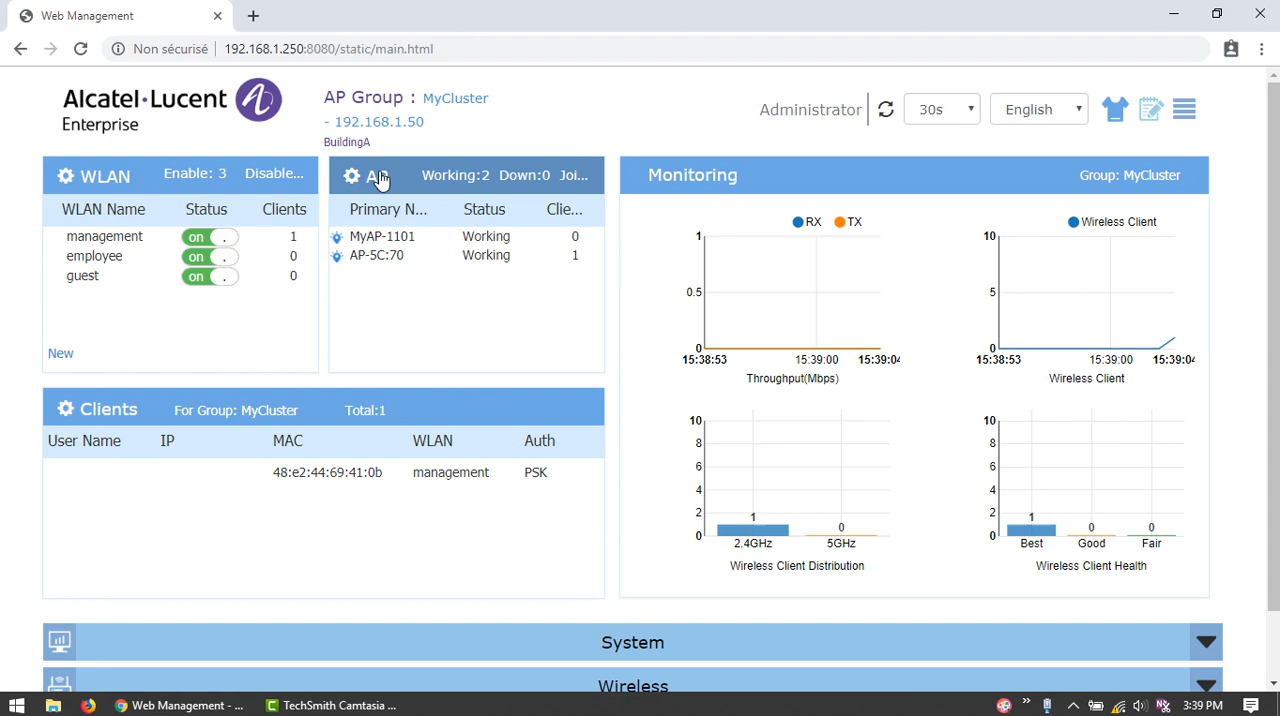 Web Management
Non sécurisé
192.168.1.250:8080/static/main.html
Alcatel·Lucent
Enterprise
AP Group : MyCluster
- 192.168.1.50
BuildingA
Administrator
30s
English
WLAN Enable: 3 Disable...
WLAN Name Status Clients
management on . 1
employee on . 0
guest on . 0
New
Working:2 Down:0 Joi...
Primary N... Status Clie...
MyAP-1101 Working 0
AP-5C:70 Working 1
Clients For Group: MyCluster Total:1
User Name IP MAC WLAN Auth
48:e2:44:69:41:0b management PSK
Monitoring Group: MyCluster
RX TX
1
0.5
0
15:38:53 15:39:00 15:39:04
Throughput(Mbps)
Wireless Client
10
5
0
15:38:53 15:39:00 15:39:04
Wireless Client
10
8
6
4
2
0
1 0
2.4GHz 5GHz
Wireless Client Distribution
10
8
6
4
2
0
1 0 0
Best Good Fair
Wireless Client Health
System
Wireless
Web Management - ...
TechSmith Camtasia ...
3:39 PM